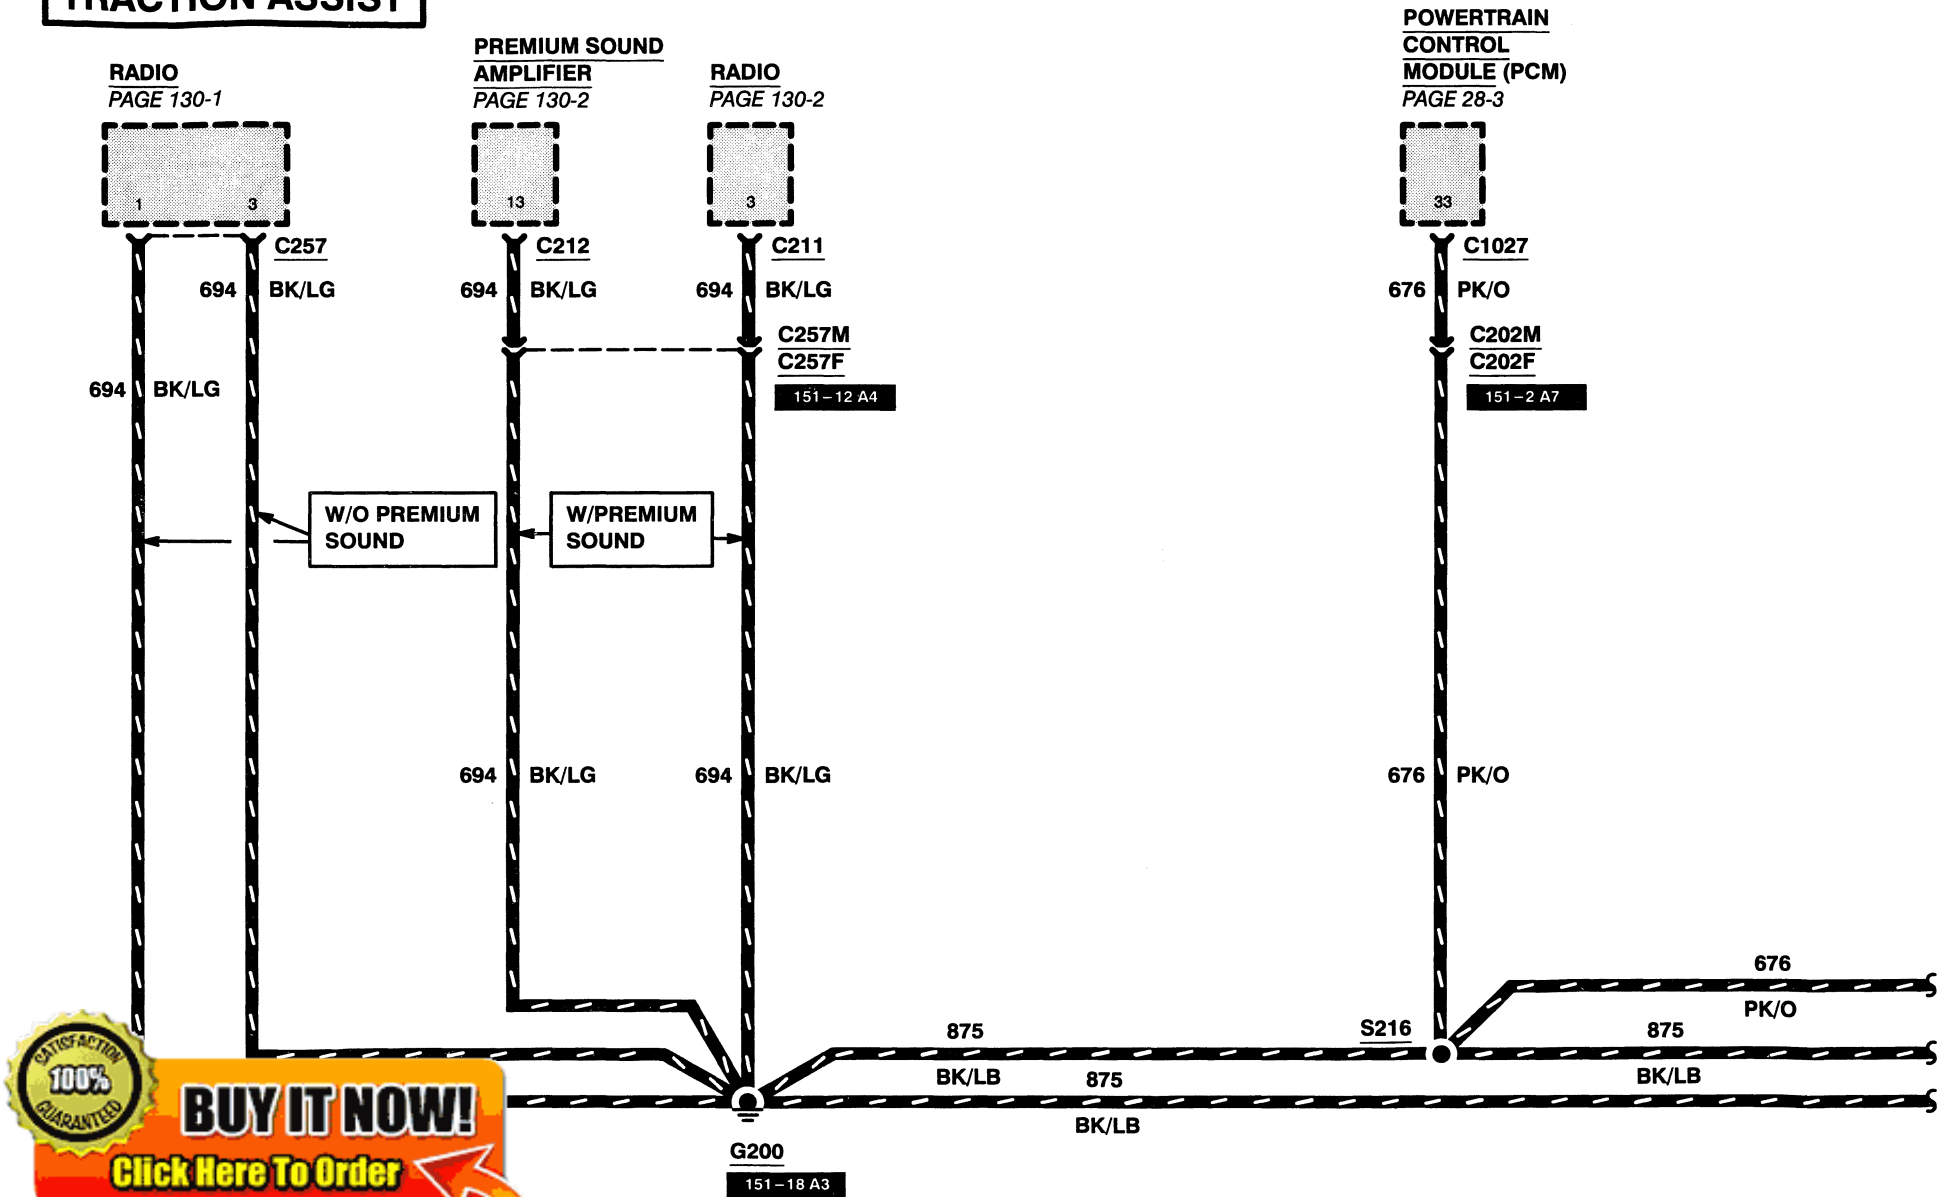 TRACTION ASSIST
RADIO
PAGE 130-1
PREMIUM SOUND
AMPLIFIER
PAGE 130-2
RADIO
PAGE 130-2
POWERTRAIN
CONTROL
MODULE (PCM)
PAGE 28-3
1
3
13
3
33
C257
C212
C211
C1027
694 BK/LG
694 BK/LG
694 BK/LG
676 PK/O
C257M
C257F
151-12 A4
C202M
C202F
151-2 A7
694 BK/LG
W/O PREMIUM
SOUND
W/PREMIUM
SOUND
694 BK/LG
694 BK/LG
676 PK/O
676
PK/O
875
BK/LB
S216
875
BK/LB
875
BK/LB
G200
151-18 A3
SATISFACTION
100%
GUARANTEED
BUY IT NOW!
Click Here To Order